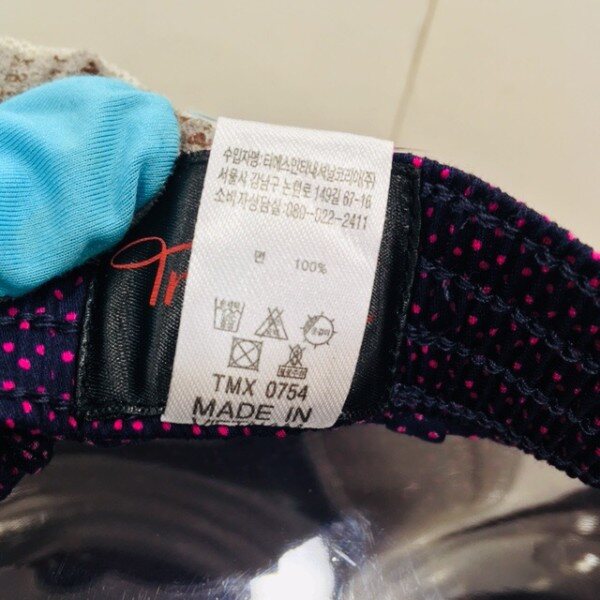 수입자명:티에스인터내셔널코리아(주)
서울시 강남구 논현로 149길 67-16
소비자상담실:080-022-2411
면 100%
TMX 0754
MADE IN
VIETNAM
Tr